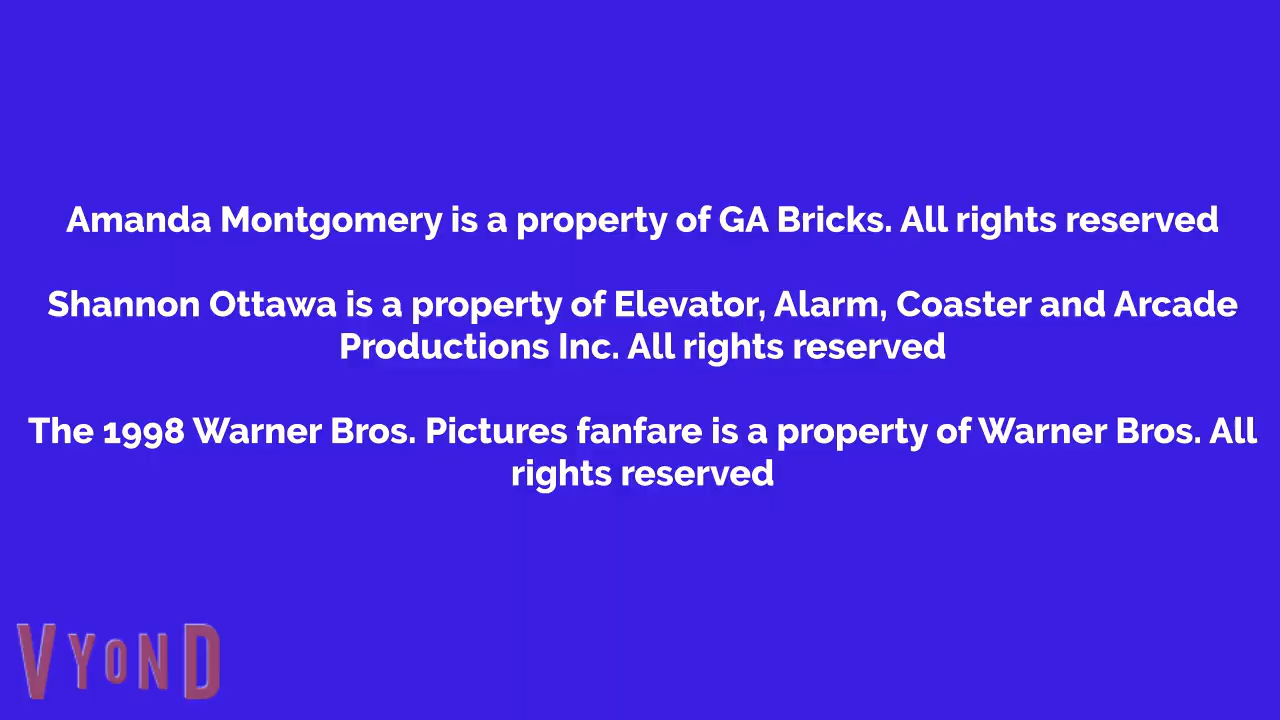 Amanda Montgomery is a property of GA Bricks. All rights reserved
Shannon Ottawa is a property of Elevator, Alarm, Coaster and Arcade
Productions Inc. All rights reserved
The 1998 Warner Bros. Pictures fanfare is a property of Warner Bros. All
rights reserved
VYOND